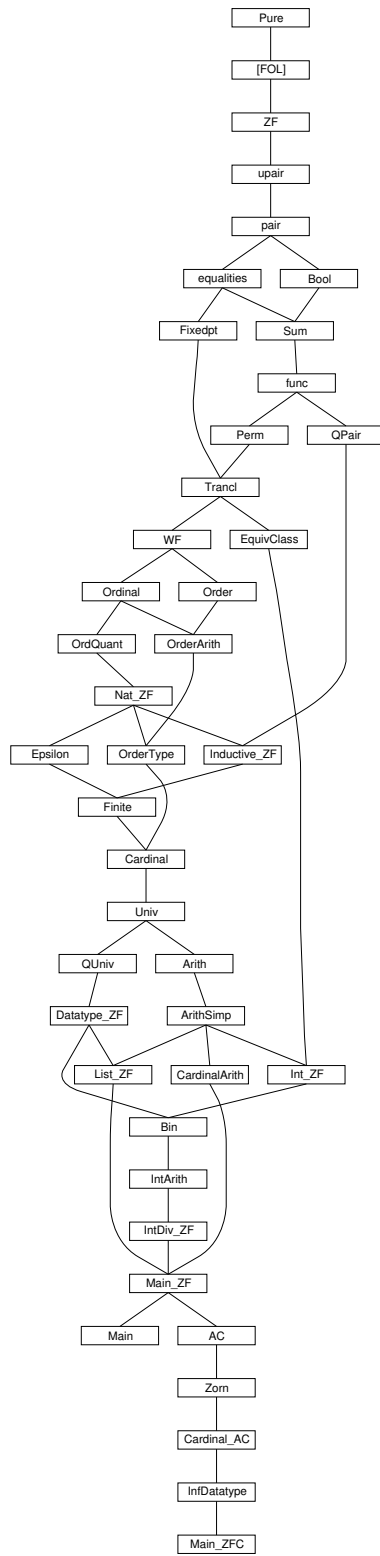 Pure
[FOL]
ZF
upair
pair
equalities
Bool
Fixedpt
Sum
func
Perm
QPair
Trancl
WF
EquivClass
Ordinal
Order
OrdQuant
OrderArith
Nat_ZF
Epsilon
OrderType
Inductive_ZF
Finite
Cardinal
Univ
QUniv
Arith
Datatype_ZF
ArithSimp
List_ZF
CardinalArith
Int_ZF
Bin
IntArith
IntDiv_ZF
Main_ZF
Main
AC
Zorn
Cardinal_AC
InfDatatype
Main_ZFC